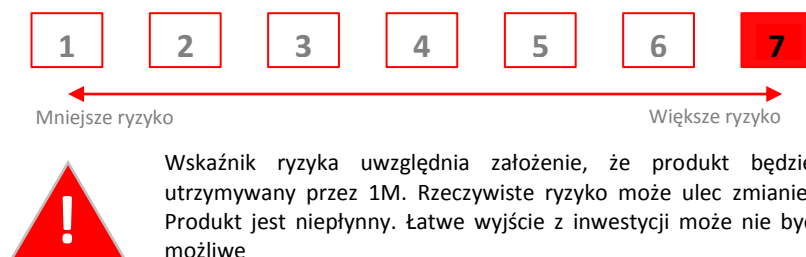 1 2 3 4 5 6 7
Mniejsze ryzyko Większe ryzyko
Wskaźnik ryzyka uwzględnia założenie, że produkt będzie
utrzymywany przez 1M. Rzeczywiste ryzyko może ulec zmianie
Produkt jest niepłynny. Łatwe wyjście z inwestycji może nie być
możliwe
!